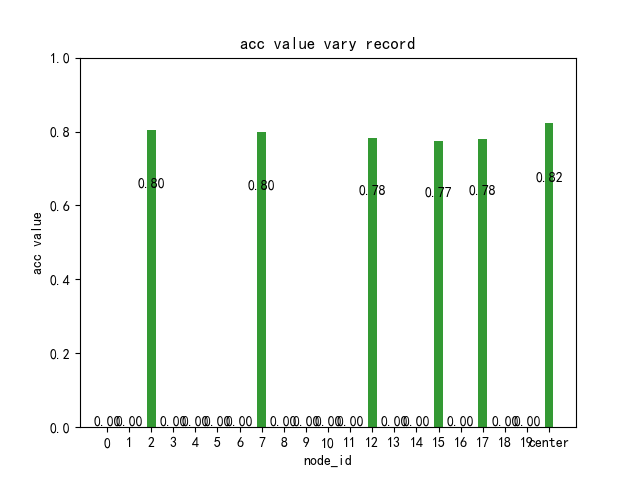 acc value vary record
1.0
0.8
0.6
0.4
0.2
0.0
acc value
0.00 0.00 0.80 0.00 0.00 0.00 0.00 0.80 0.00 0.00 0.00 0.00 0.78 0.00 0.00 0.77 0.00 0.78 0.00 0.00 0.82
0 1 2 3 4 5 6 7 8 9 10 11 12 13 14 15 16 17 18 19 center
node_id